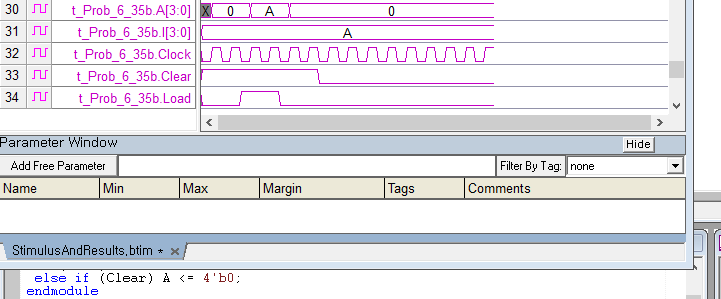 30 t_Prob_6_35b.A[3:0] X 0 A 0
31 t_Prob_6_35b.I[3:0] A
32 t_Prob_6_35b.Clock
33 t_Prob_6_35b.Clear
34 t_Prob_6_35b.Load
Parameter Window Hide
Add Free Parameter Filter By Tag: none
Name Min Max Margin Tags Comments
StimulusAndResults,btim *
else if (Clear) A <= 4'b0;
endmodule